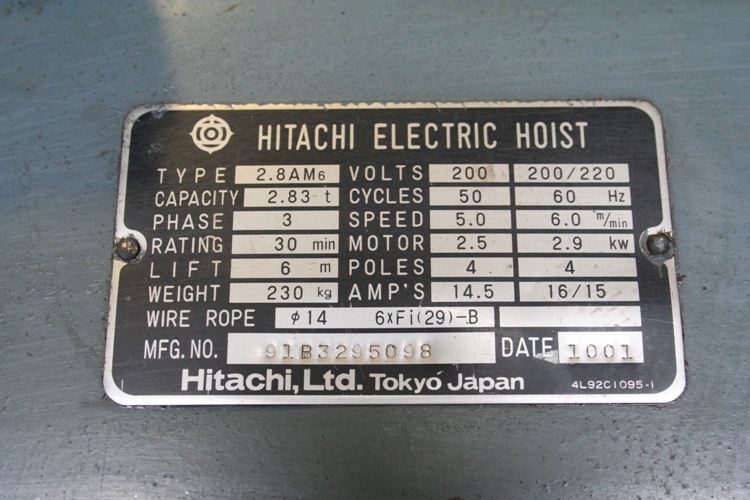 HITACHI ELECTRIC HOIST
TYPE 2.8AM6 VOLTS 200 200/220
CAPACITY 2.83 t CYCLES 50 60 Hz
PHASE 3 SPEED 5.0 6.0 m/min
RATING 30 min MOTOR 2.5 2.9 kw
LIFT 6 m POLES 4 4
WEIGHT 230 kg AMP'S 14.5 16/15
WIRE ROPE φ14 6×Fi(29)-B
MFG. NO. 91R3295098 DATE 1001
Hitachi, Ltd. Tokyo Japan 4L92C1095-1